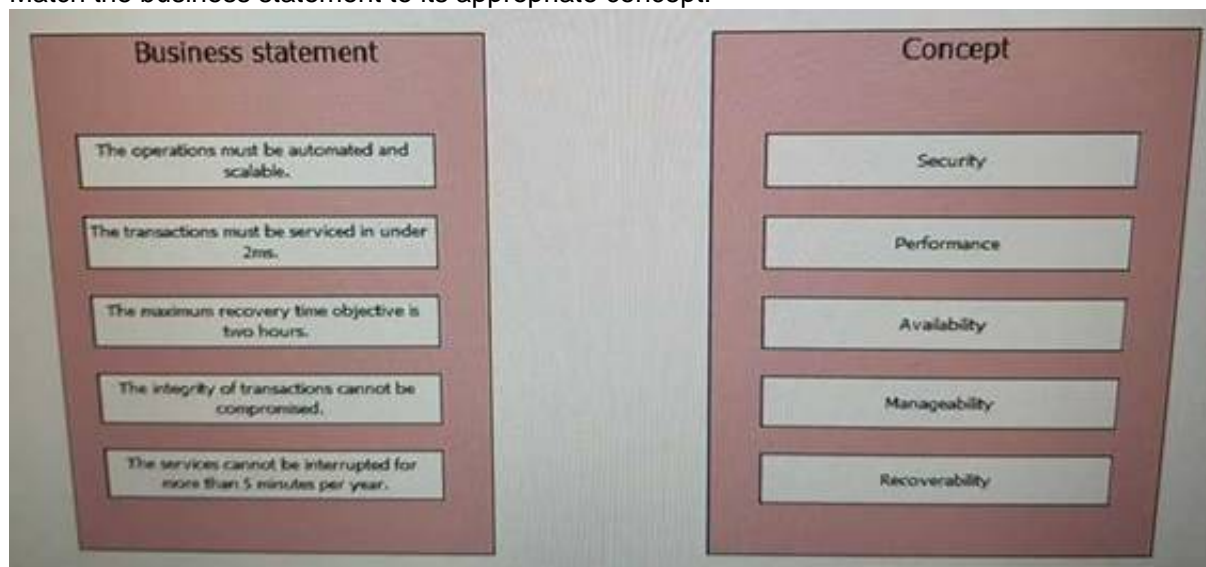 Match the business statement to its appropriate concept.
Business statement
The operations must be automated and
scalable.
The transactions must be serviced in under
2ms.
The maximum recovery time objective is
two hours.
The integrity of transactions cannot be
compromised.
The services cannot be interrupted for
more than 5 minutes per year.
Concept
Security
Performance
Availability
Manageability
Recoverability